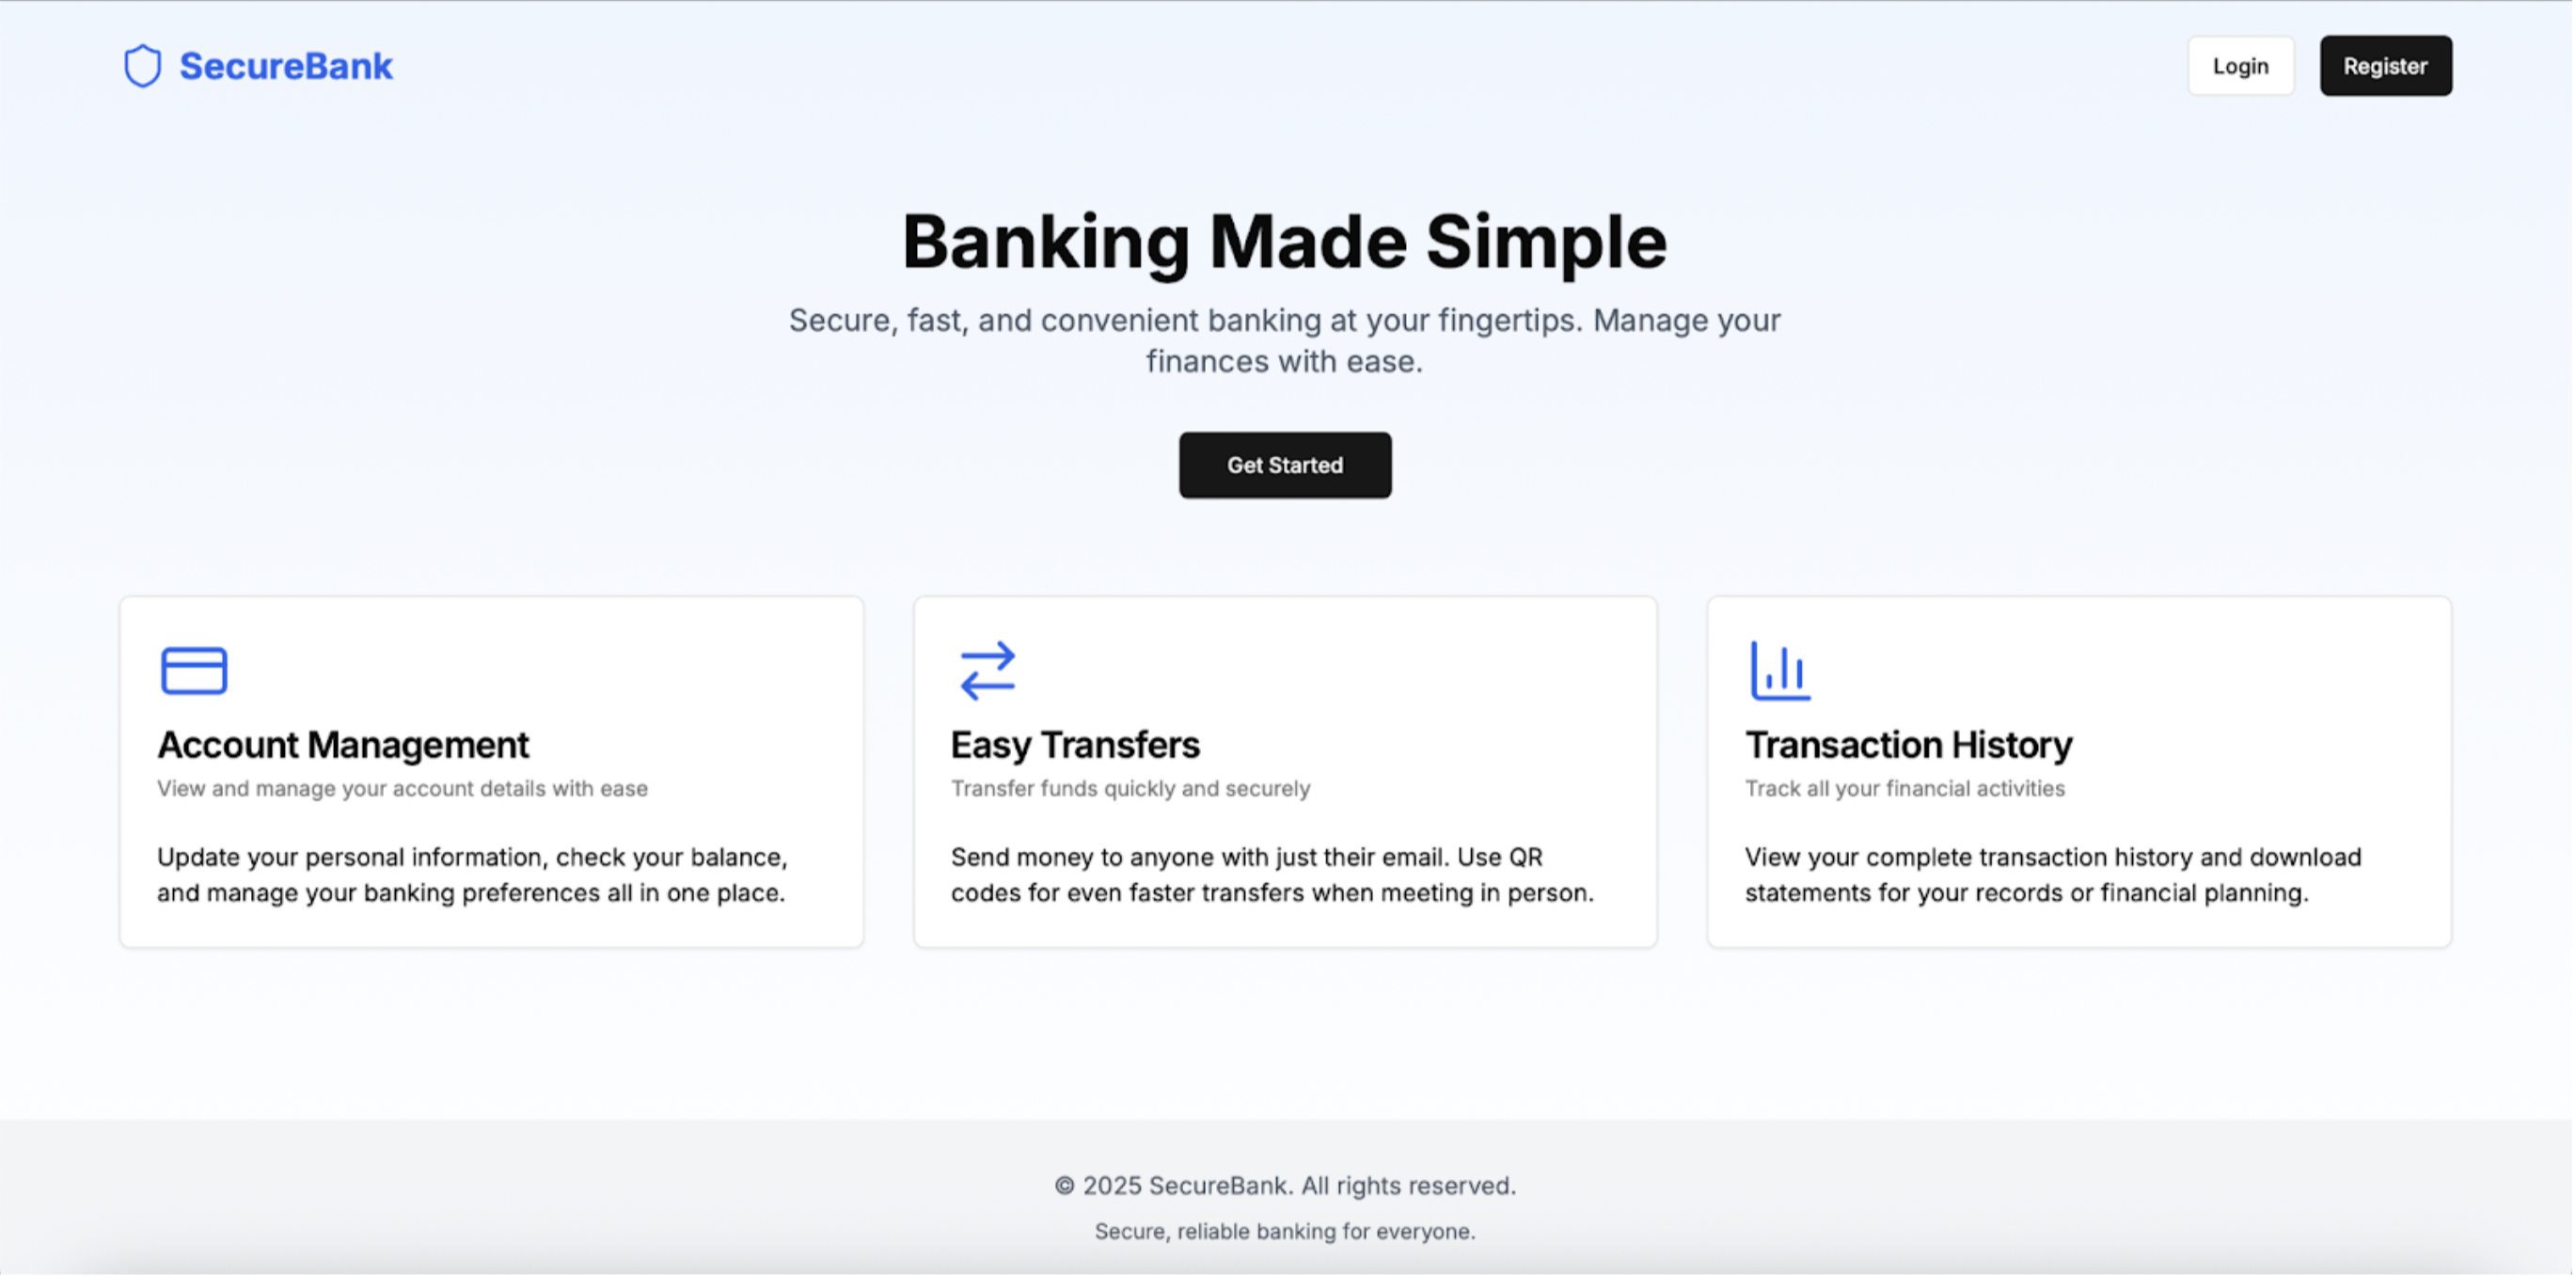 SecureBank
Login
Register
Banking Made Simple
Secure, fast, and convenient banking at your fingertips. Manage your
finances with ease.
Get Started
Account Management
View and manage your account details with ease
Update your personal information, check your balance,
and manage your banking preferences all in one place.
Easy Transfers
Transfer funds quickly and securely
Send money to anyone with just their email. Use QR
codes for even faster transfers when meeting in person.
Transaction History
Track all your financial activities
View your complete transaction history and download
statements for your records or financial planning.
© 2025 SecureBank. All rights reserved.
Secure, reliable banking for everyone.